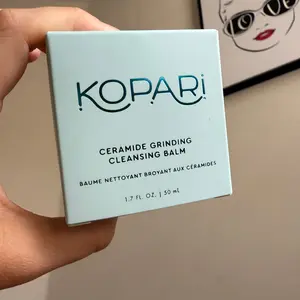 KOPARi
CERAMIDE GRINDING
CLEANSING BALM
BAUME NETTOYANT BROYANT AUX CÉRAMIDES
1.7 FL. OZ. | 50 mL